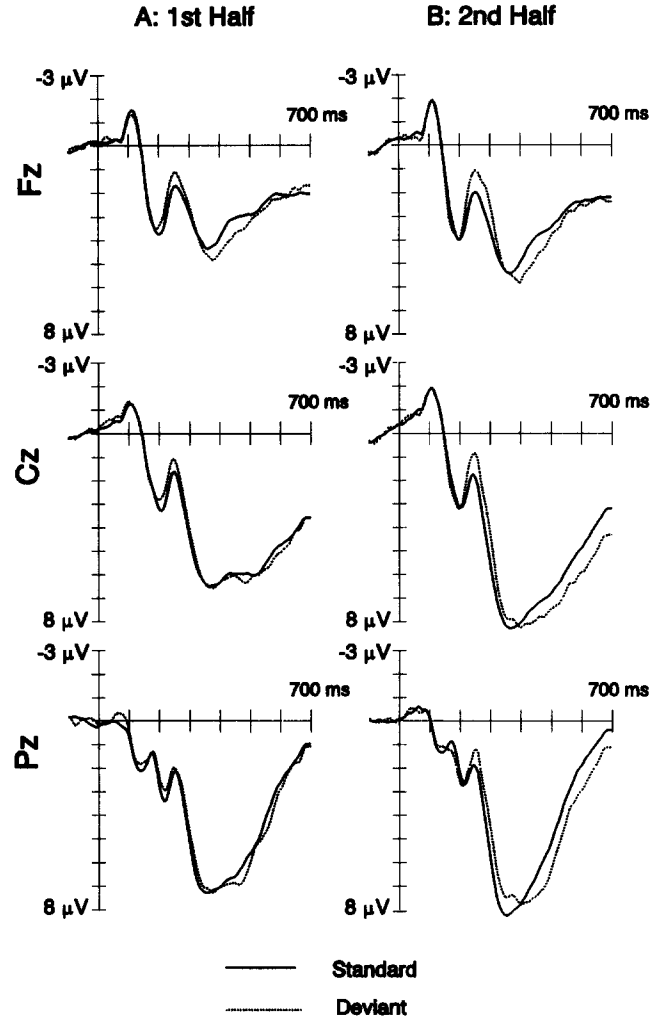 A: 1st Half B: 2nd Half
-3 μV -3 μV
700 ms 700 ms
Fz
8 μV 8 μV
-3 μV -3 μV
700 ms 700 ms
Cz
8 μV 8 μV
-3 μV -3 μV
700 ms 700 ms
Pz
8 μV 8 μV
Standard
Deviant